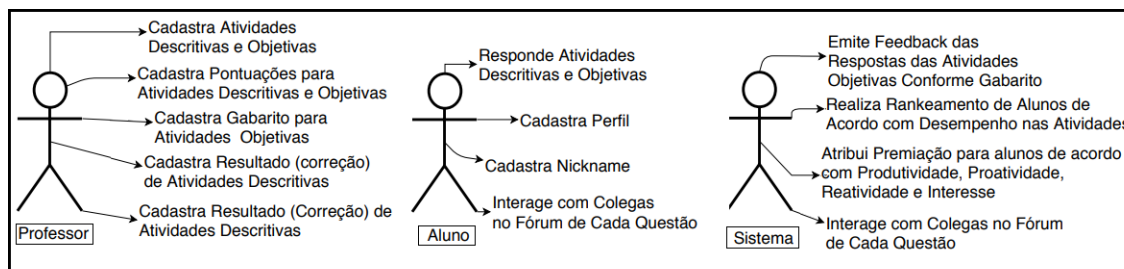 Cadastra Atividades
Descritivas e Objetivas
Cadastra Pontuações para
Atividades Descritivas e Objetivos
Cadastra Gabarito para
Atividades Objetivas
Cadastra Resultado (correção)
de Atividades Descritivas
Cadastra Resultado (Correção) de
Atividades Descritivas
Professor
Responde Atividades
Descritivas e Objetivas
Cadastra Perfil
Cadastra Nickname
Interage com Colegas
no Fórum de Cada Questão
Aluno
Emite Feedback das
Respostas das Atividades
Objetivas Conforme Gabarito
Realiza Rankeamento de Alunos de
Acordo com Desempenho nas Atividades
Atribui Premiação para alunos de acordo
com Produtividade, Proatividade,
Reatividade e Interesse
Interage com Colegas no Fórum
de Cada Questão
Sistema